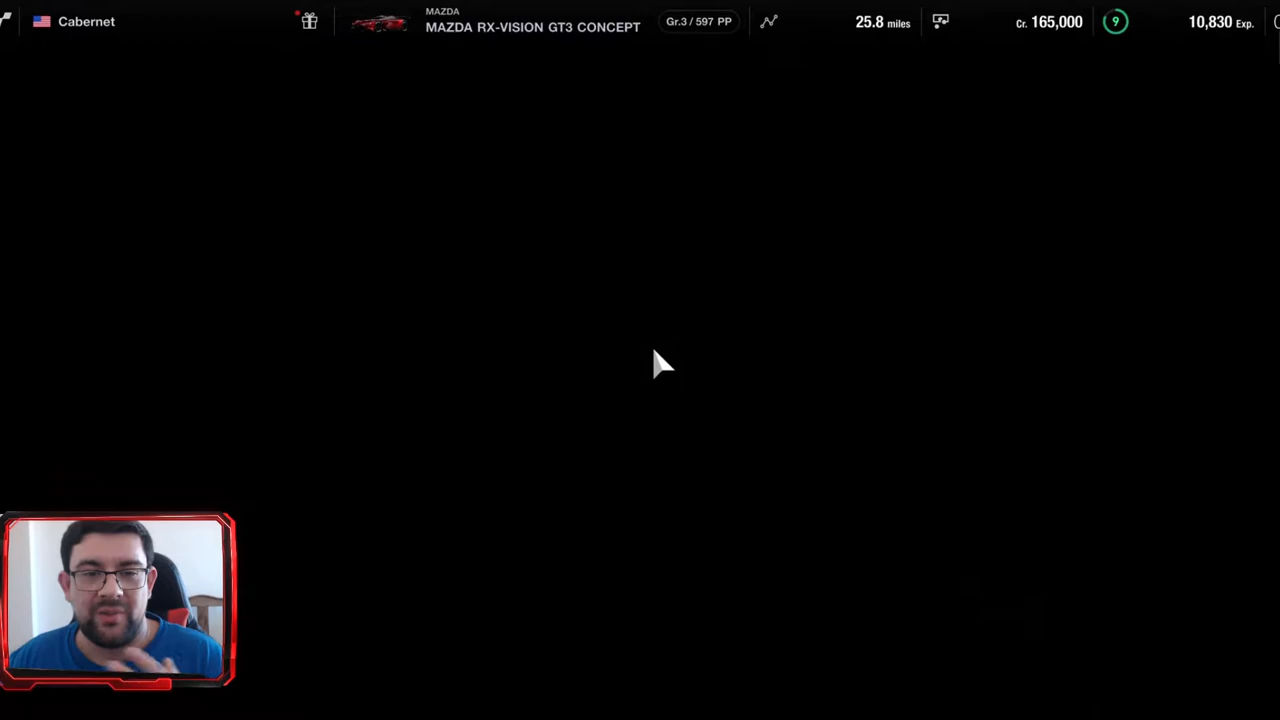 Cabernet
MAZDA
MAZDA RX-VISION GT3 CONCEPT
Gr.3 / 597 PP
25.8 miles
Cr. 165,000
9
10,830 Exp.